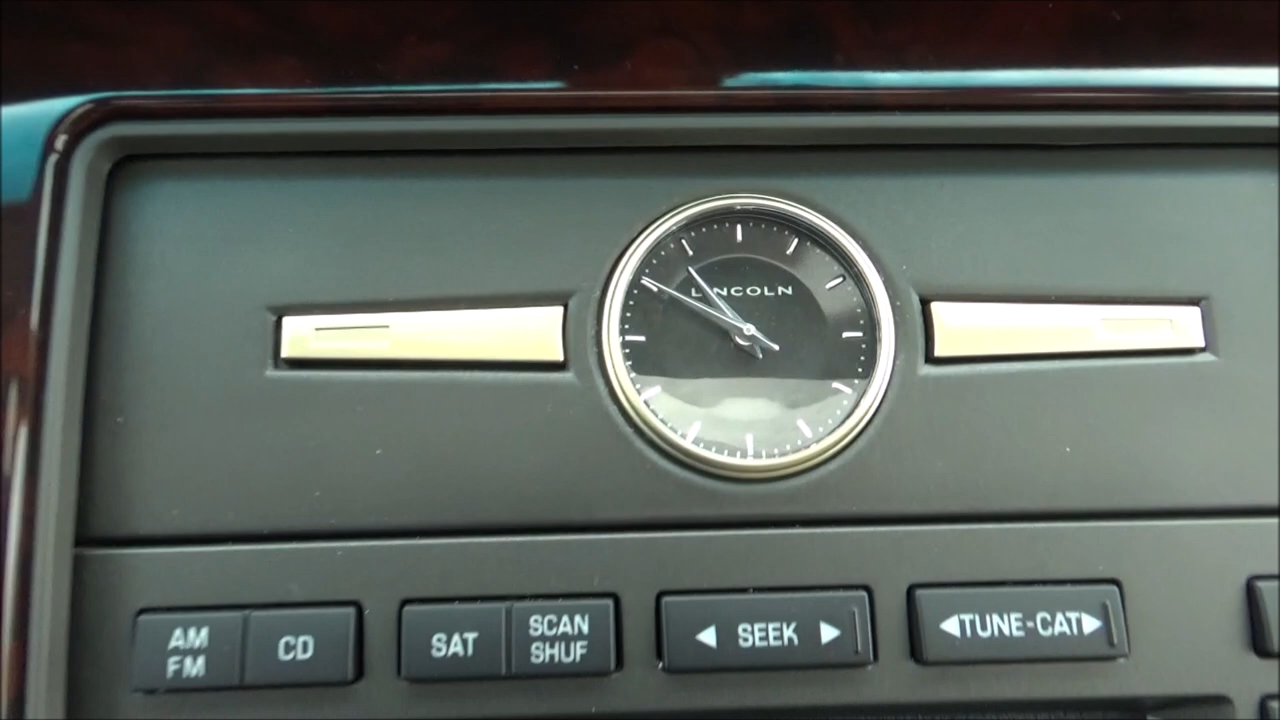 LINCOLN
AM
FM
CD
SAT
SCAN
SHUF
SEEK
TUNE-CAT